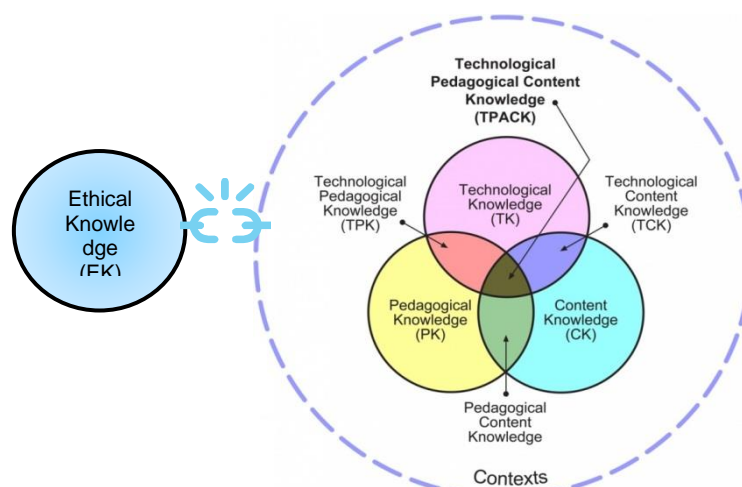 Technological
Pedagogical Content
Knowledge
(TPACK)
Ethical
Knowle
dge
(EK)
Technological
Pedagogical
Knowledge
(TPK)
Technological
Knowledge
(TK)
Technological
Content
Knowledge
(TCK)
Pedagogical
Knowledge
(PK)
Content
Knowledge
(CK)
Pedagogical
Content
Knowledge
Contexts